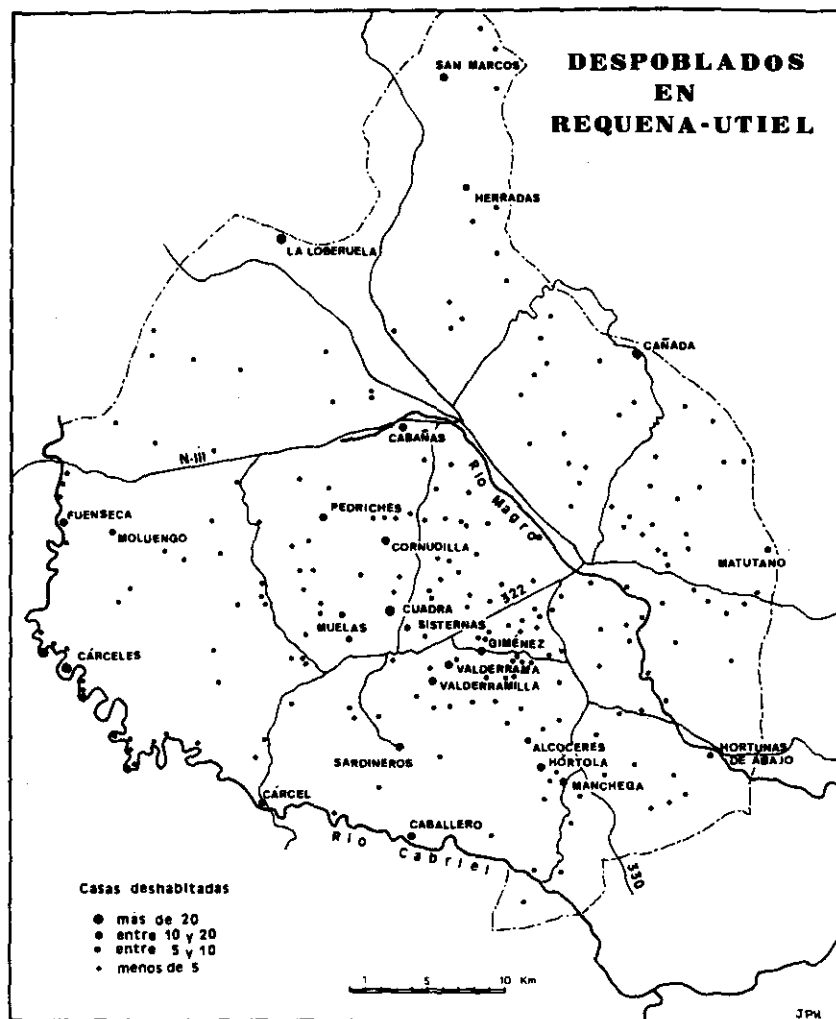 DESPOBLADOS
EN
REQUENA-UTIEL
SAN MARCOS
HERRADAS
LA LOBERUELA
CAÑADA
CABAÑAS
N-III
Río Magro
FUENSECA
MOLUENGO
PEDRICHES
CORNUDILLA
MATUTANO
322
CUADRA
MUELAS
SISTERNAS
GIMÉNEZ
CÁRCELES
VALDERRAMA
VALDERRAMILLA
SARDINEROS
ALCOCERES
HÓRTOLA
HORTUNAS
DE ABAJO
MANCHEGA
CÁRCEL
CABALLERO
Río Cabriel
330
Casas deshabitadas
más de 20
entre 10 y 20
entre 5 y 10
menos de 5
1 5 10 Km
JPH